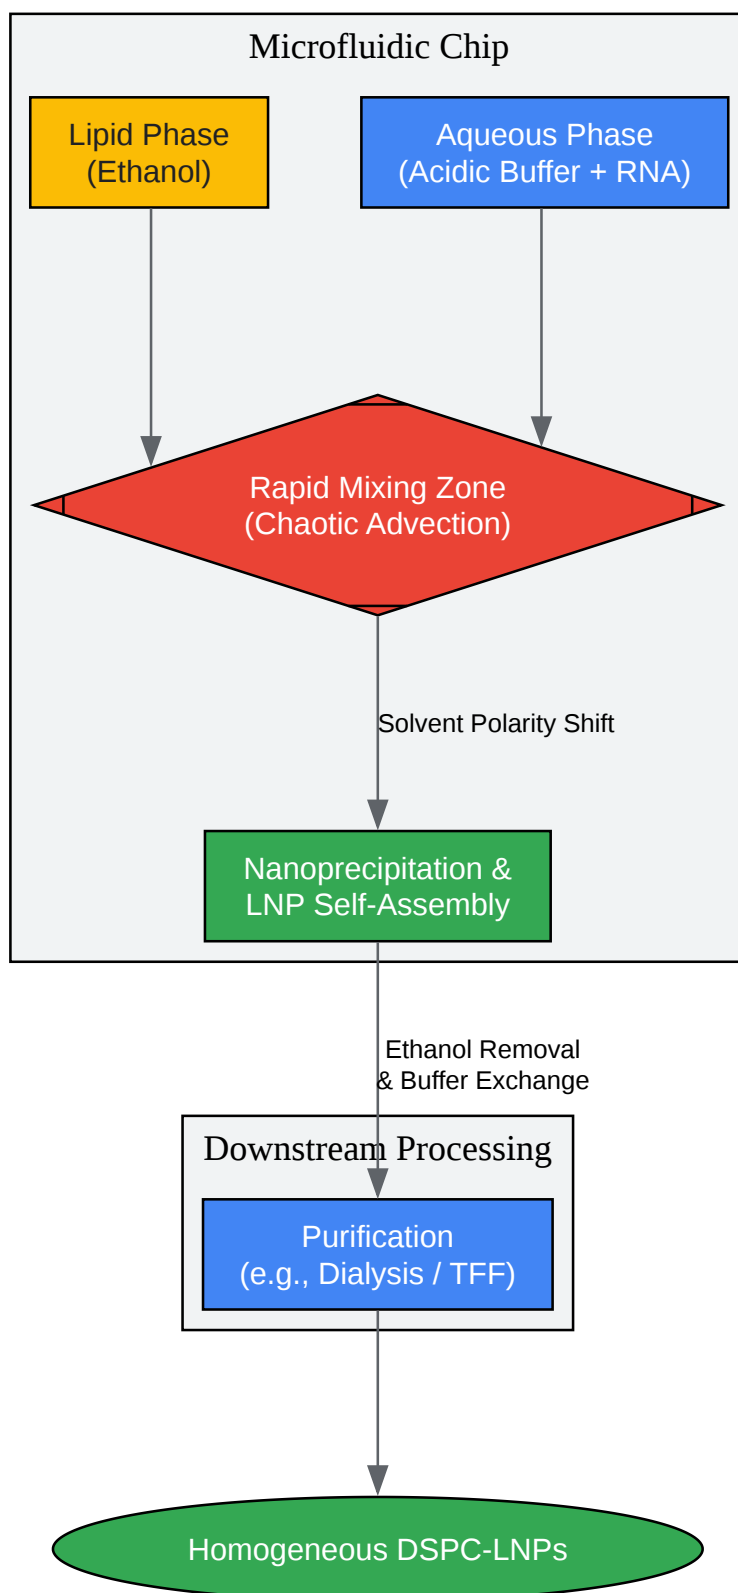 Microfluidic Chip
Lipid Phase
(Ethanol)
Aqueous Phase
(Acidic Buffer + RNA)
Rapid Mixing Zone
(Chaotic Advection)
Solvent Polarity Shift
Nanoprecipitation &
LNP Self-Assembly
Ethanol Removal
& Buffer Exchange
Downstream Processing
Purification
(e.g., Dialysis / TFF)
Homogeneous DSPC-LNPs